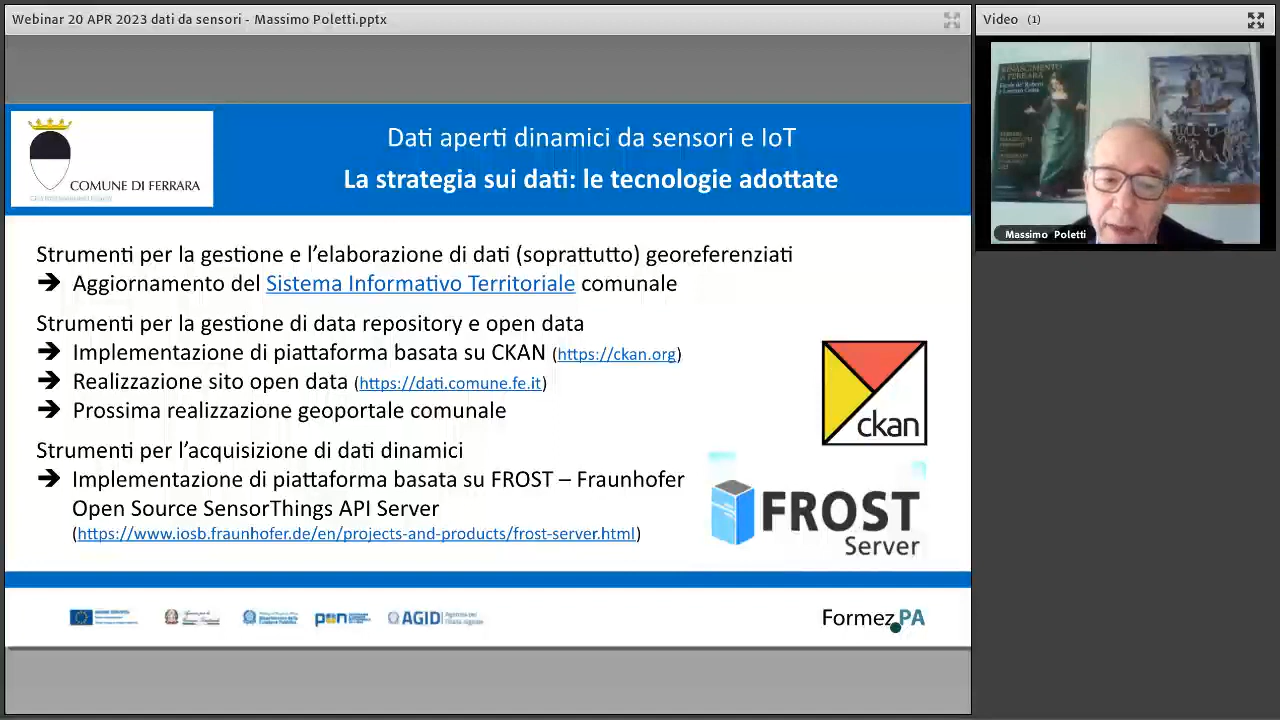 Webinar 20 APR 2023 dati da sensori - Massimo Poletti.pptx
Video (1)
COMUNE DI FERRARA
Dati aperti dinamici da sensori e IoT
La strategia sui dati: le tecnologie adottate
RINASCIMENTO
A FERRARA
Massimo Poletti
Strumenti per la gestione e l’elaborazione di dati (soprattutto) georeferenziati
➔ Aggiornamento del Sistema Informativo Territoriale comunale
Strumenti per la gestione di data repository e open data
➔ Implementazione di piattaforma basata su CKAN (https://ckan.org)
➔ Realizzazione sito open data (https://dati.comune.fe.it)
➔ Prossima realizzazione geoportale comunale
ckan
Strumenti per l’acquisizione di dati dinamici
➔ Implementazione di piattaforma basata su FROST – Fraunhofer
Open Source SensorThings API Server
(https://www.iosb.fraunhofer.de/en/projects-and-products/frost-server.html)
FROST
Server
pon
AGID
Formez PA